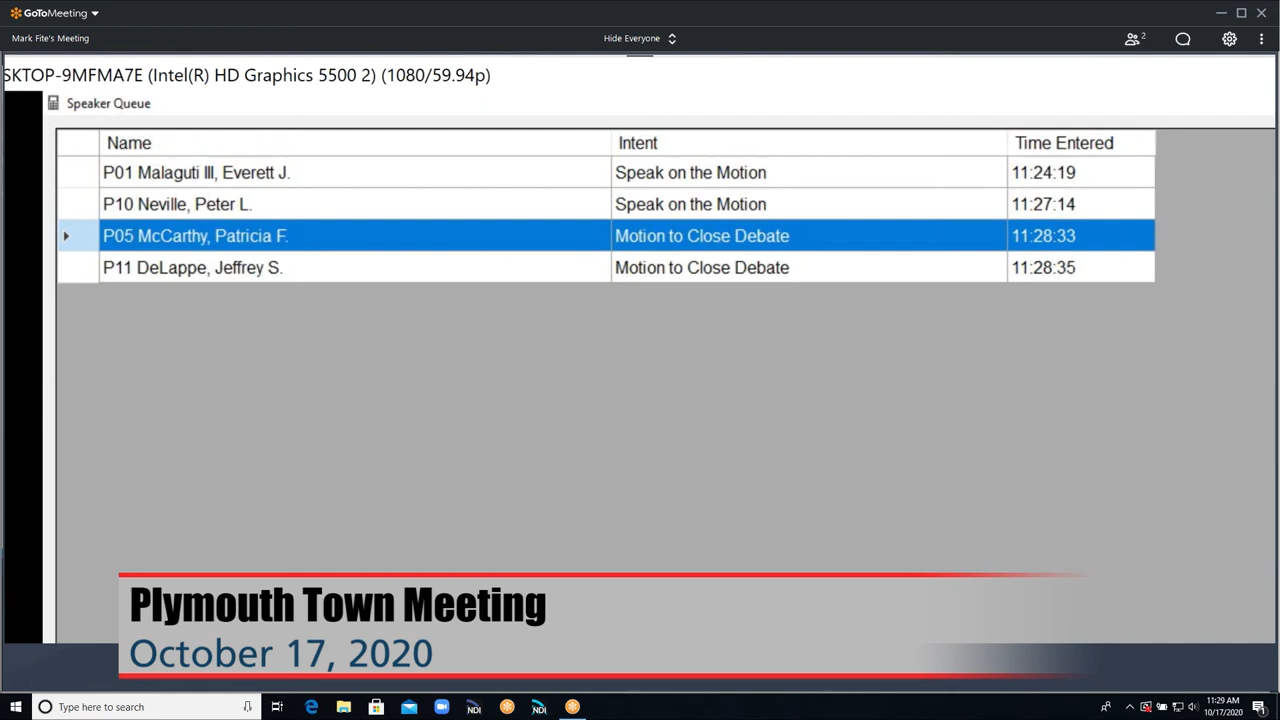 GoToMeeting
Mark Fite's Meeting
Hide Everyone
2
SKTOP-9MFMA7E (Intel(R) HD Graphics 5500 2) (1080/59.94p)
Speaker Queue
Name Intent Time Entered
P01 Malaguti III, Everett J. Speak on the Motion 11:24:19
P10 Neville, Peter L. Speak on the Motion 11:27:14
P05 McCarthy, Patricia F. Motion to Close Debate 11:28:33
P11 DeLappe, Jeffrey S. Motion to Close Debate 11:28:35
Plymouth Town Meeting
October 17, 2020
Type here to search
NDI
NDI
11:29 AM
10/17/2020